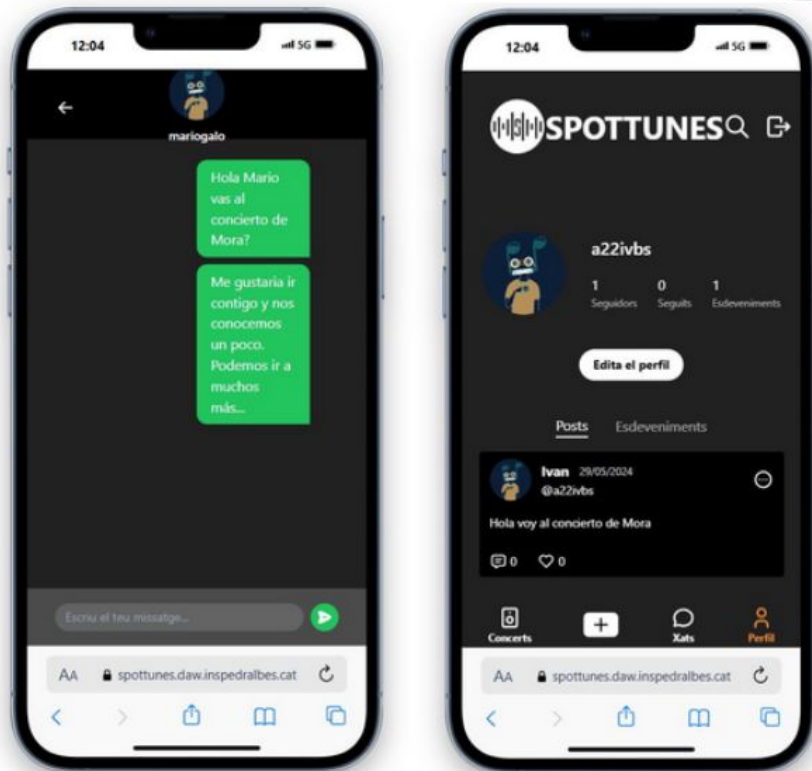 12:04
5G
mariogalo
Hola Mario
vas al
concierto de
Mora?
Me gustaria ir
contigo y nos
conocemos
un poco.
Podemos ir a
muchos
más...
Escriu el teu missatge...
AA spottunes.daw.inspedralbes.cat
12:04
5G
SPOTTUNES
a22ivbs
1 0 1
Seguidors Seguits Esdeveniments
Edita el perfil
Posts Esdeveniments
Ivan 29/05/2024
@a22ivbs
Hola voy al concierto de Mora
0 0
Concerts Xats Perfil
AA spottunes.daw.inspedralbes.cat